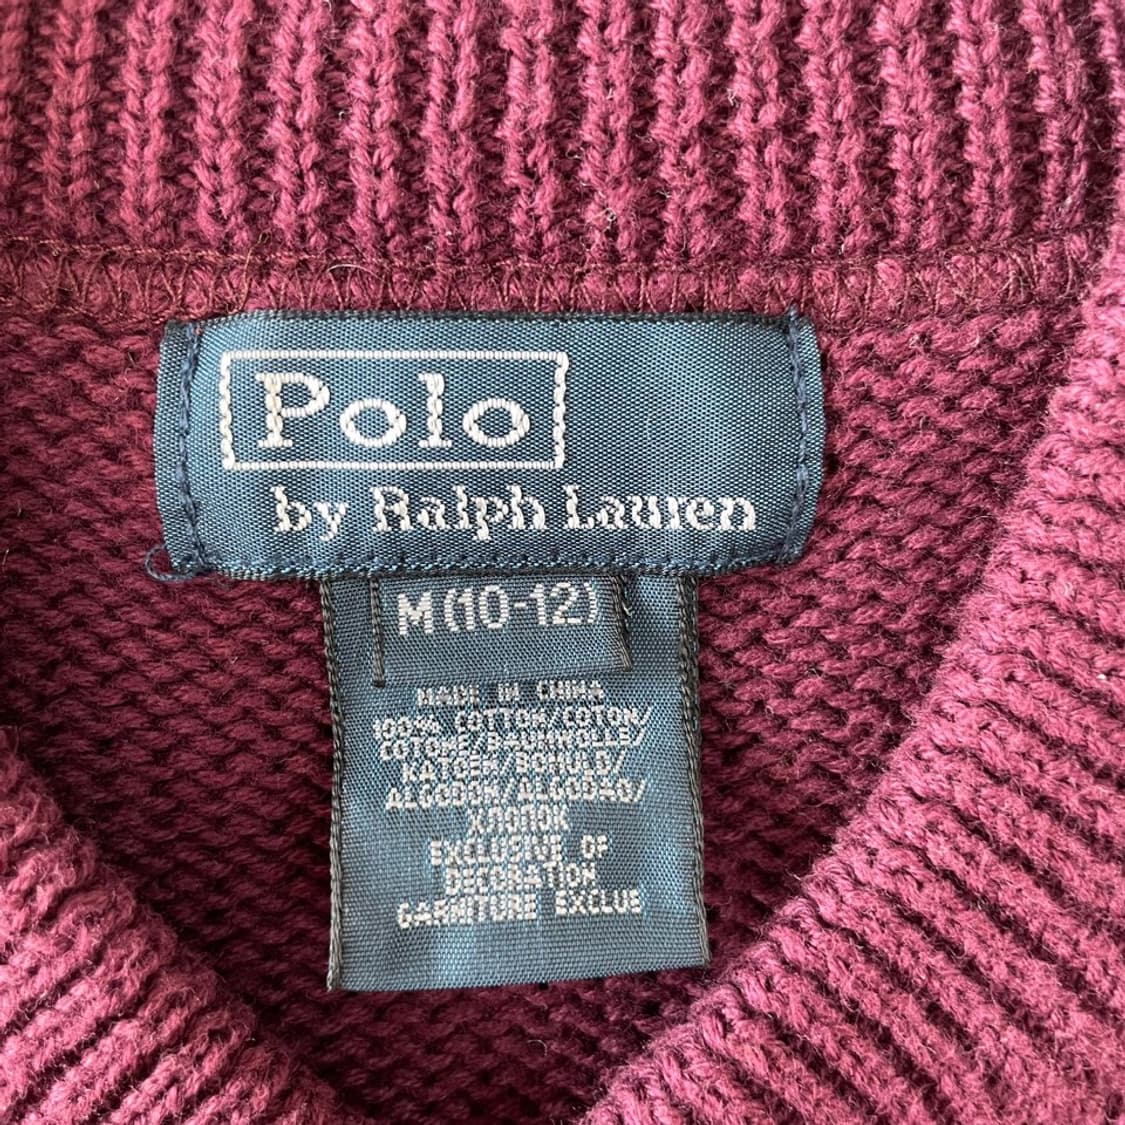 Polo
by Ralph Lauren
M(10-12)
MADE IN CHINA
100% COTTON/COTON/
COTONE/BAUMWOLLE/
KATOEN/BOMULD/
ALGODON/ALGODAO/
ХЛОПОК
EXCLUSIVE OF
DECORATION
GARNITURE EXCLUE